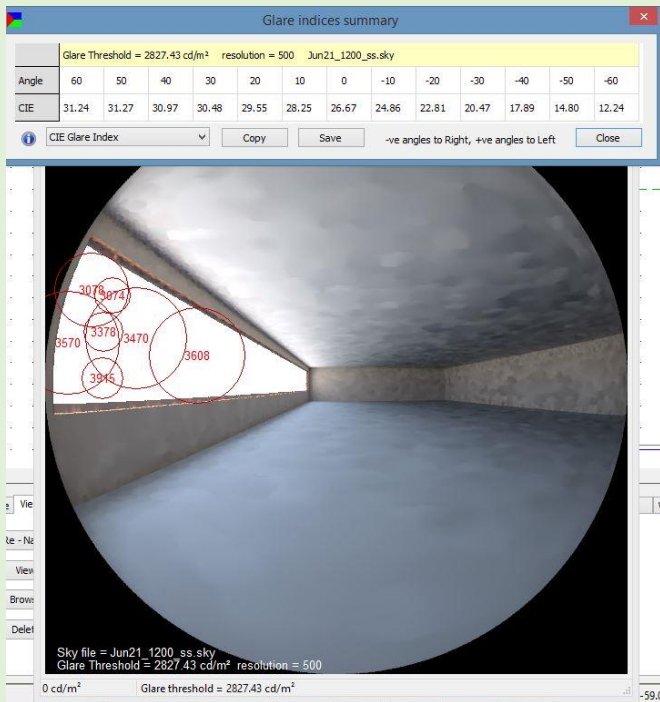 Glare indices summary
Glare Threshold = 2827.43 cd/m² resolution = 500 Jun21_1200_ss.sky
Angle 60 50 40 30 20 10 0 -10 -20 -30 -40 -50 -60
CIE 31.24 31.27 30.97 30.48 29.55 28.25 26.67 24.86 22.81 20.47 17.89 14.80 12.24
CIE Glare Index Copy Save -ve angles to Right, +ve angles to Left Close
3078
3074
3378
3470
3570
3608
3915
Vie
Re - Na
View
Brow
Delet
Sky file = Jun21_1200_ss.sky
Glare Threshold = 2827.43 cd/m² resolution = 500
0 cd/m² Glare threshold = 2827.43 cd/m²